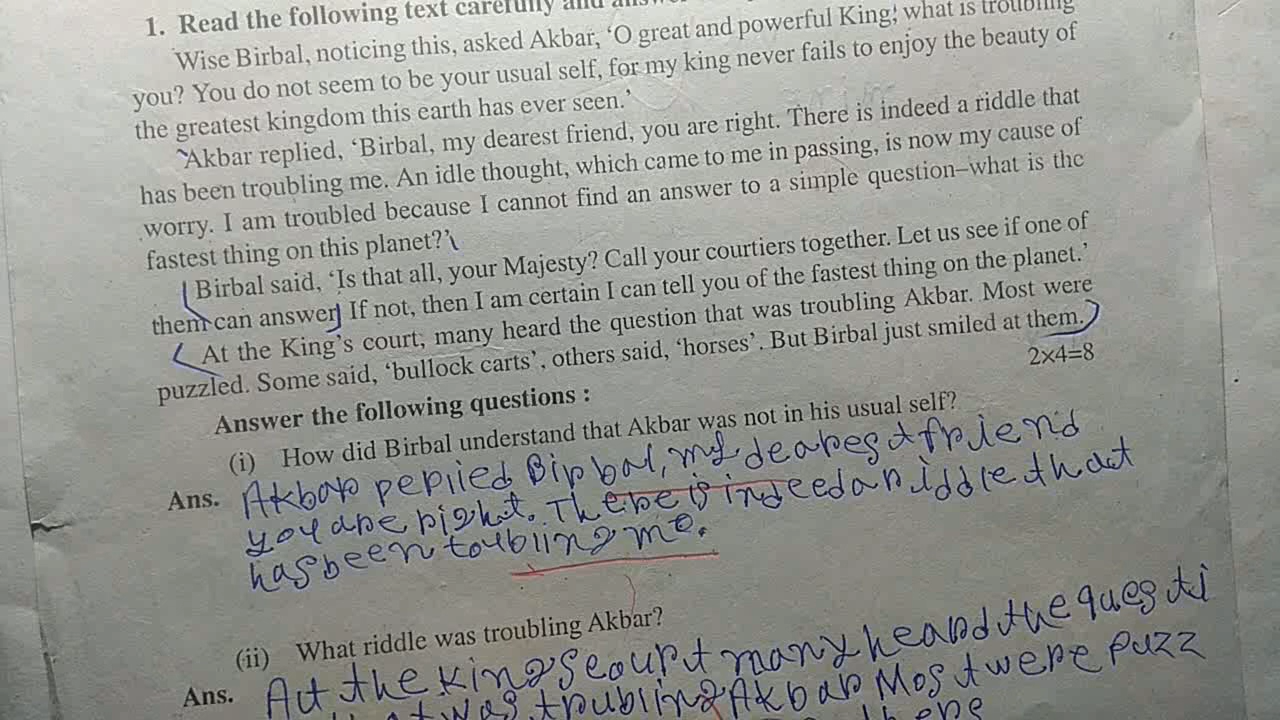 1. Read the following text carefully and
Wise Birbal, noticing this, asked Akbar, ‘O great and powerful King, what is troubling
you? You do not seem to be your usual self, for my king never fails to enjoy the beauty of
the greatest kingdom this earth has ever seen.’
Akbar replied, ‘Birbal, my dearest friend, you are right. There is indeed a riddle that
has been troubling me. An idle thought, which came to me in passing, is now my cause of
worry. I am troubled because I cannot find an answer to a simple question–what is the
fastest thing on this planet?’
Birbal said, ‘Is that all, your Majesty? Call your courtiers together. Let us see if one of
them can answer. If not, then I am certain I can tell you of the fastest thing on the planet.’
At the King’s court, many heard the question that was troubling Akbar. Most were
puzzled. Some said, ‘bullock carts’, others said, ‘horses’. But Birbal just smiled at them.
2×4=8
Answer the following questions :
(i) How did Birbal understand that Akbar was not in his usual self?
Ans. Akbar replied Birbal, my dearest friend
you are right. There is indeed a riddle that
has been toubling me.
(ii) What riddle was troubling Akbar?
Ans. At the kings court many heard the questi
was troubling Akbar Most were puzz